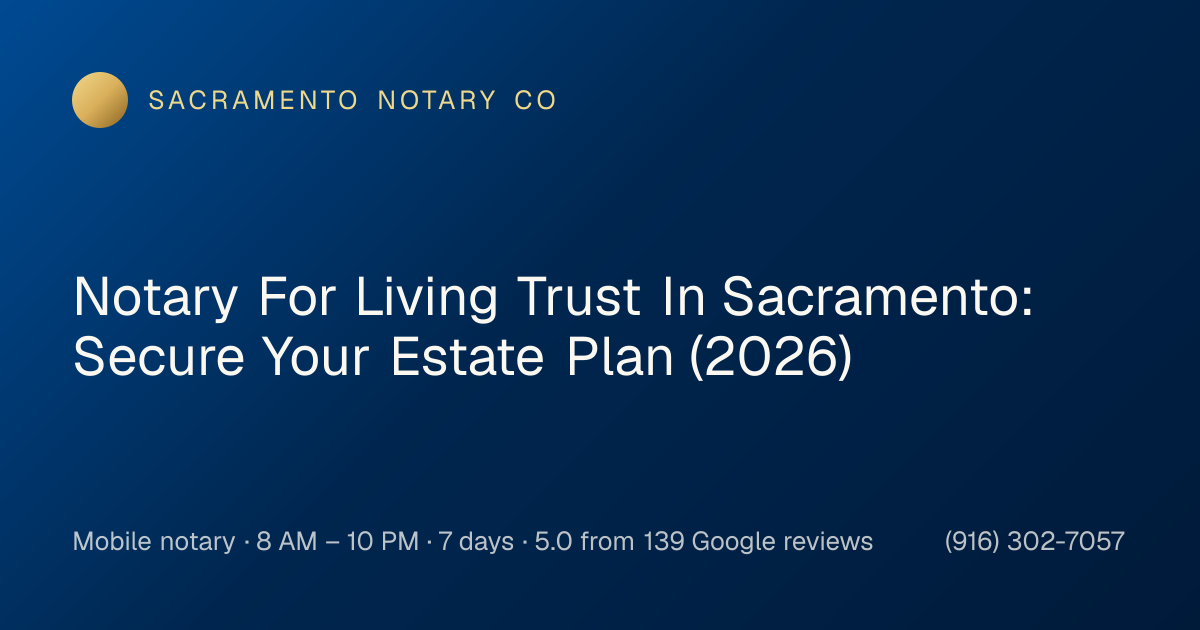 SACRAMENTO NOTARY CO
Notary For Living Trust In Sacramento:
Secure Your Estate Plan (2026)
Mobile notary · 8 AM – 10 PM · 7 days · 5.0 from 139 Google reviews
(916) 302-7057